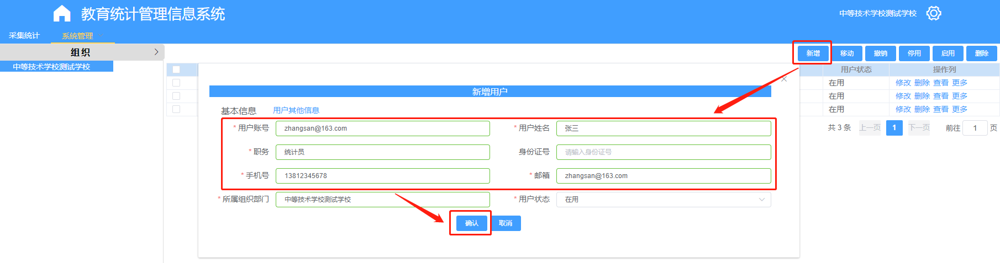 教育统计管理信息系统
中等技术学校测试学校
采集统计 系统管理
组织
新增 移动 撤销 停用 启用 删除
中等技术学校测试学校
用户状态 操作列
在用 修改 删除 查看 更多
在用 修改 删除 查看 更多
在用 修改 删除 查看 更多
共 3 条 上一页 1 下一页 前往 1 页
新增用户
基本信息 用户其他信息
* 用户账号 zhangsan@163.com * 用户姓名 张三
* 职务 统计员 身份证号 请输入身份证号
* 手机号 13812345678 * 邮箱 zhangsan@163.com
* 所属组织部门 中等技术学校测试学校 * 用户状态 在用
确认 取消